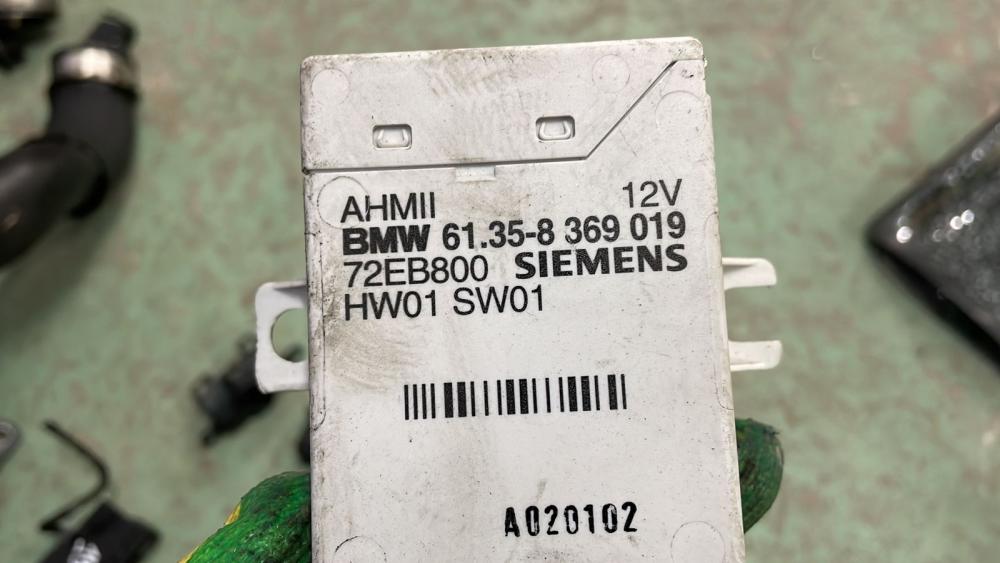 AHMII 12V
BMW 61.35-8 369 019
72EB800 SIEMENS
HW01 SW01
A020102